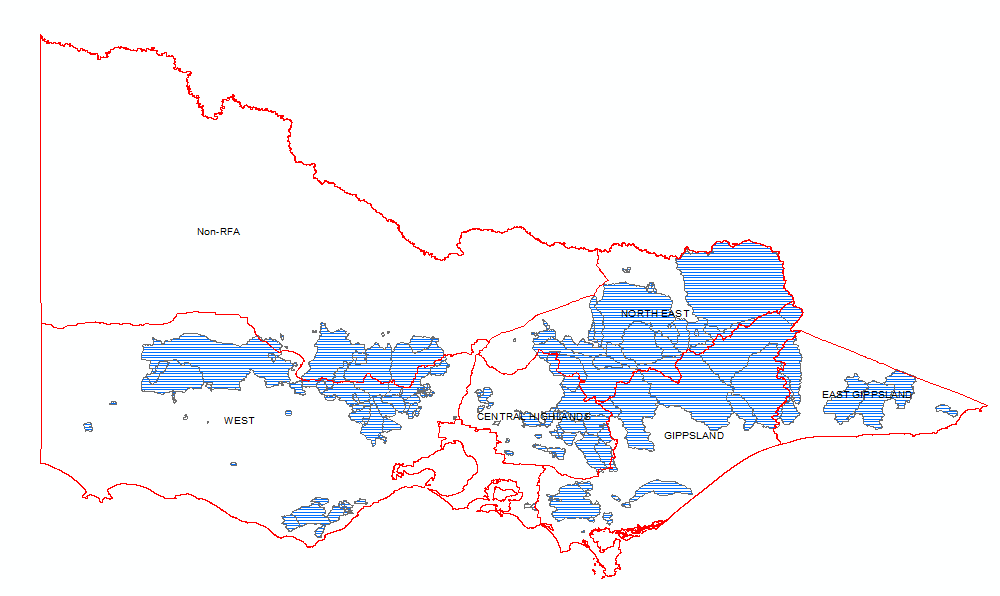 Non-RFA
NORTH EAST
EAST GIPPSLAND
WEST
CENTRAL HIGHLANDS
GIPPSLAND